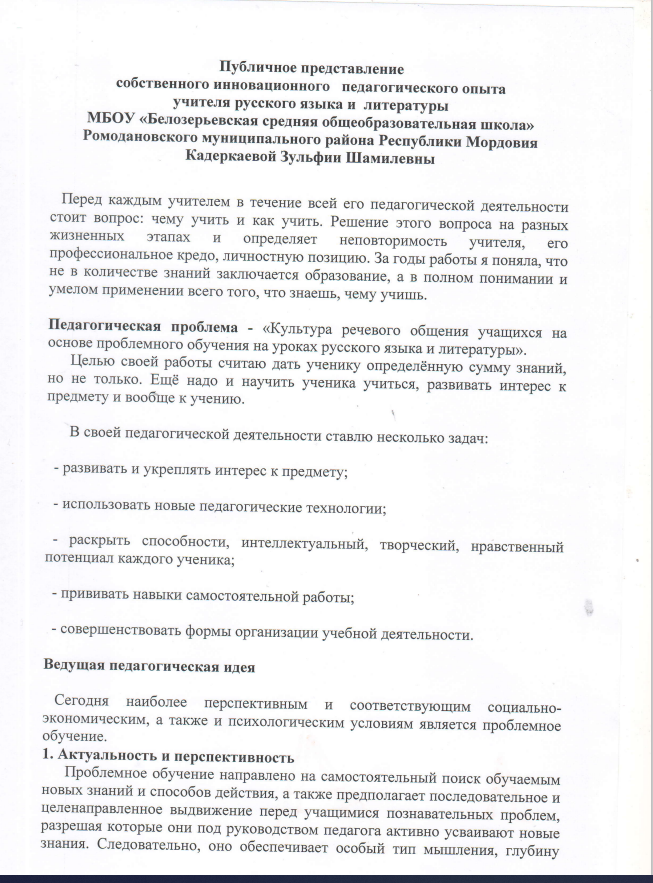 Публичное представление
собственного инновационного педагогического опыта
учителя русского языка и литературы
МБОУ «Белозерьевская средняя общеобразовательная школа»
Ромодановского муниципального района Республики Мордовия
Кадеркаевой Зульфии Шамилевны
Перед каждым учителем в течение всей его педагогической деятельности
стоит вопрос: чему учить и как учить. Решение этого вопроса на разных
жизненных этапах и определяет неповторимость учителя, его
профессиональное кредо, личностную позицию. За годы работы я поняла, что
не в количестве знаний заключается образование, а в полном понимании и
умелом применении всего того, что знаешь, чему учишь.
Педагогическая проблема - «Культура речевого общения учащихся на
основе проблемного обучения на уроках русского языка и литературы».
Целью своей работы считаю дать ученику определённую сумму знаний,
но не только. Ещё надо и научить ученика учиться, развивать интерес к
предмету и вообще к учению.
В своей педагогической деятельности ставлю несколько задач:
- развивать и укреплять интерес к предмету;
- использовать новые педагогические технологии;
- раскрыть способности, интеллектуальный, творческий, нравственный
потенциал каждого ученика;
- прививать навыки самостоятельной работы;
- совершенствовать формы организации учебной деятельности.
Ведущая педагогическая идея
Сегодня наиболее перспективным и соответствующим социально-
экономическим, а также и психологическим условиям является проблемное
обучение.
1. Актуальность и перспективность
Проблемное обучение направлено на самостоятельный поиск обучаемым
новых знаний и способов действия, а также предполагает последовательное и
целенаправленное выдвижение перед учащимися познавательных проблем,
разрешая которые они под руководством педагога активно усваивают новые
знания. Следовательно, оно обеспечивает особый тип мышления, глубину